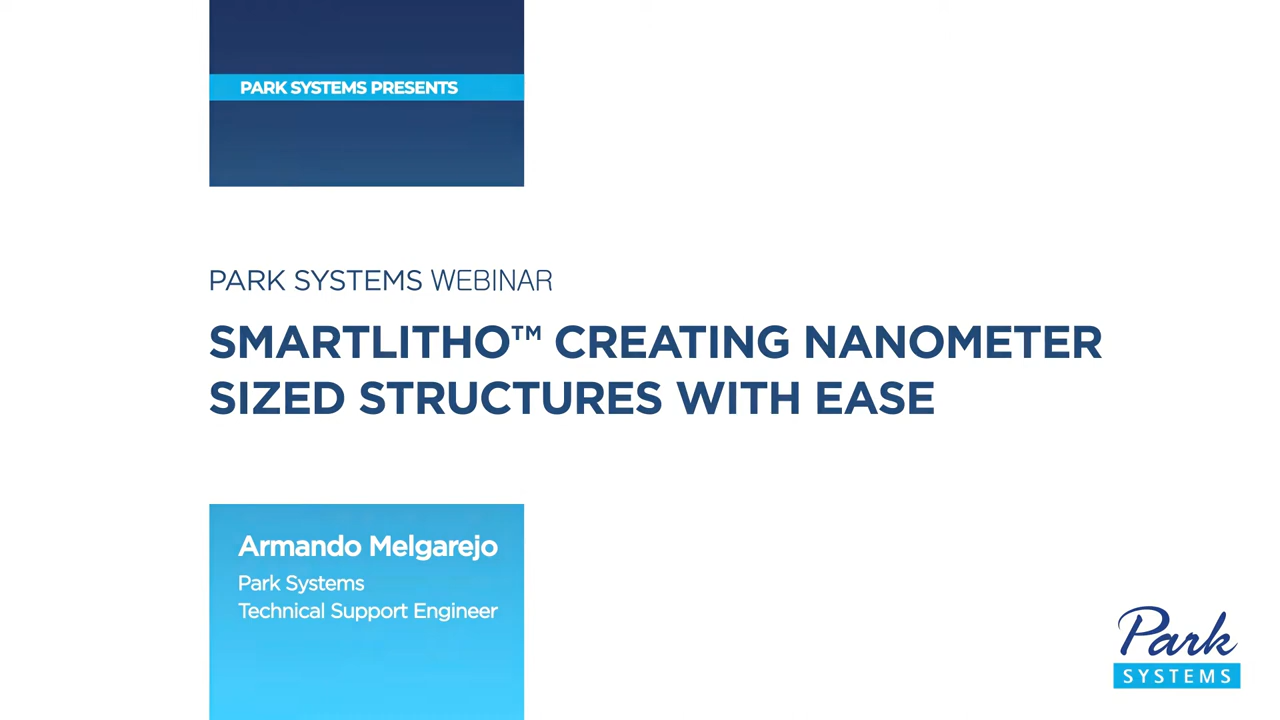 PARK SYSTEMS PRESENTS
PARK SYSTEMS WEBINAR
SMARTLITHO™ CREATING NANOMETER
SIZED STRUCTURES WITH EASE
Armando Melgarejo
Park Systems
Technical Support Engineer
Park
SYSTEMS